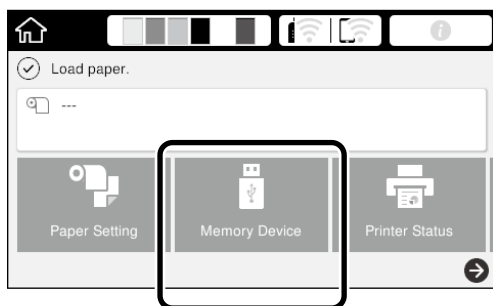 Load paper.
---
Paper Setting
Memory Device
Printer Status